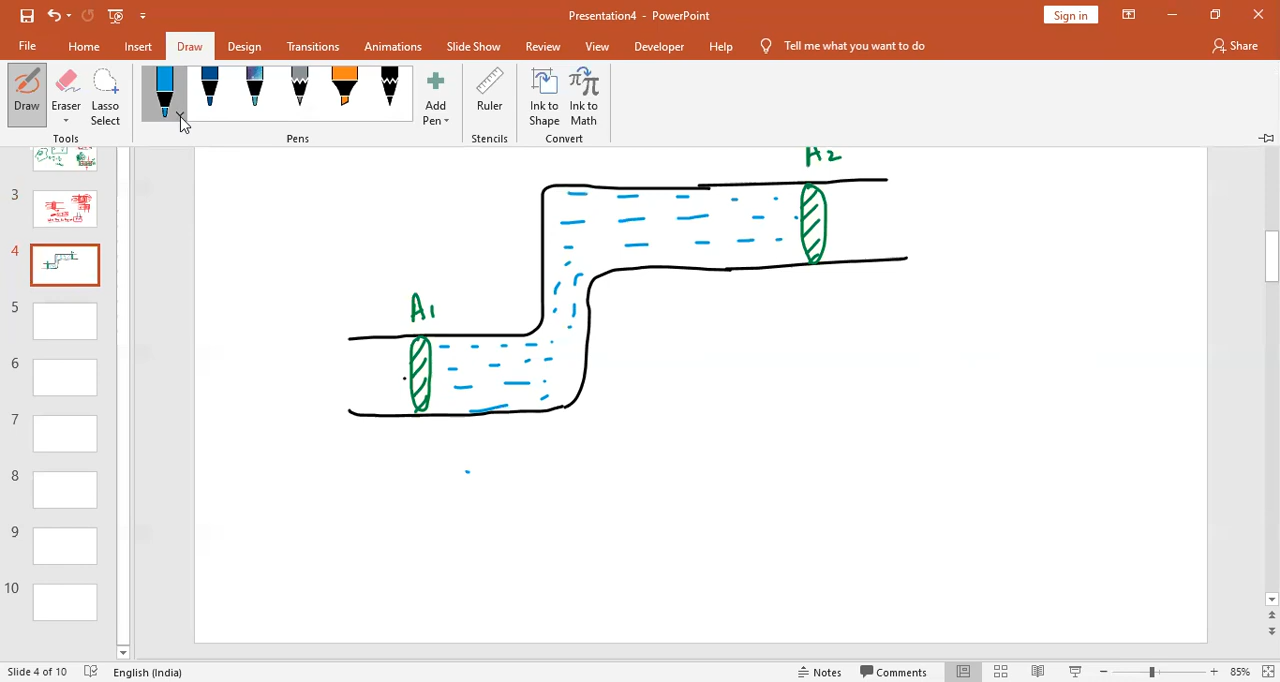 Presentation4 - PowerPoint
Sign in
File Home Insert Draw Design Transitions Animations Slide Show Review View Developer Help Tell me what you want to do Share
Draw Eraser Lasso Select Add Pen Ruler Ink to Shape Ink to Math
Tools Pens Stencils Convert
A2
A1
3
4
5
6
7
8
9
10
Slide 4 of 10 English (India) Notes Comments 85%